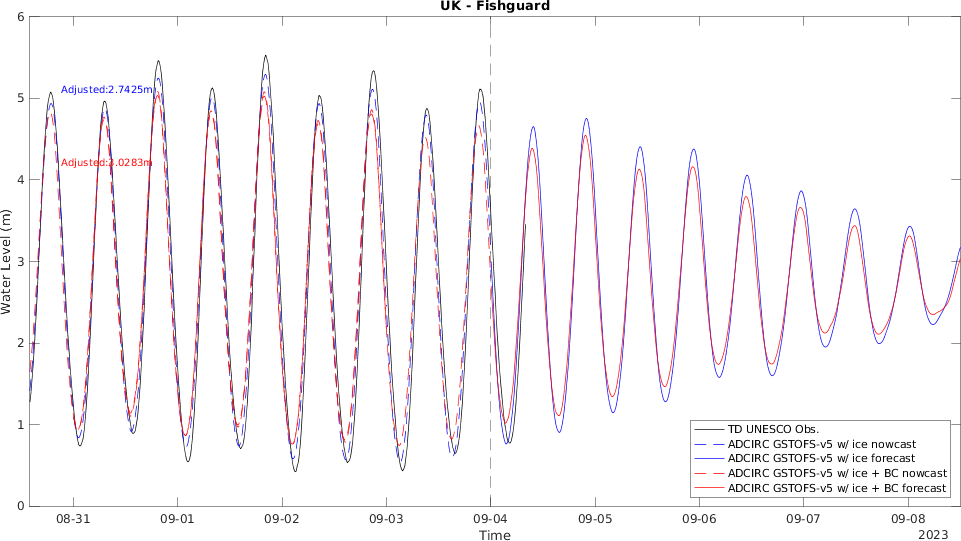 UK - Fishguard
6
5
4
3
2
1
0
Water Level (m)
Adjusted:2.7425m
Adjusted:3.0283m
TD UNESCO Obs.
ADCIRC GSTOFS-v5 w/ ice nowcast
ADCIRC GSTOFS-v5 w/ ice forecast
ADCIRC GSTOFS-v5 w/ ice + BC nowcast
ADCIRC GSTOFS-v5 w/ ice + BC forecast
08-31 09-01 09-02 09-03 09-04 09-05 09-06 09-07 09-08
Time
2023